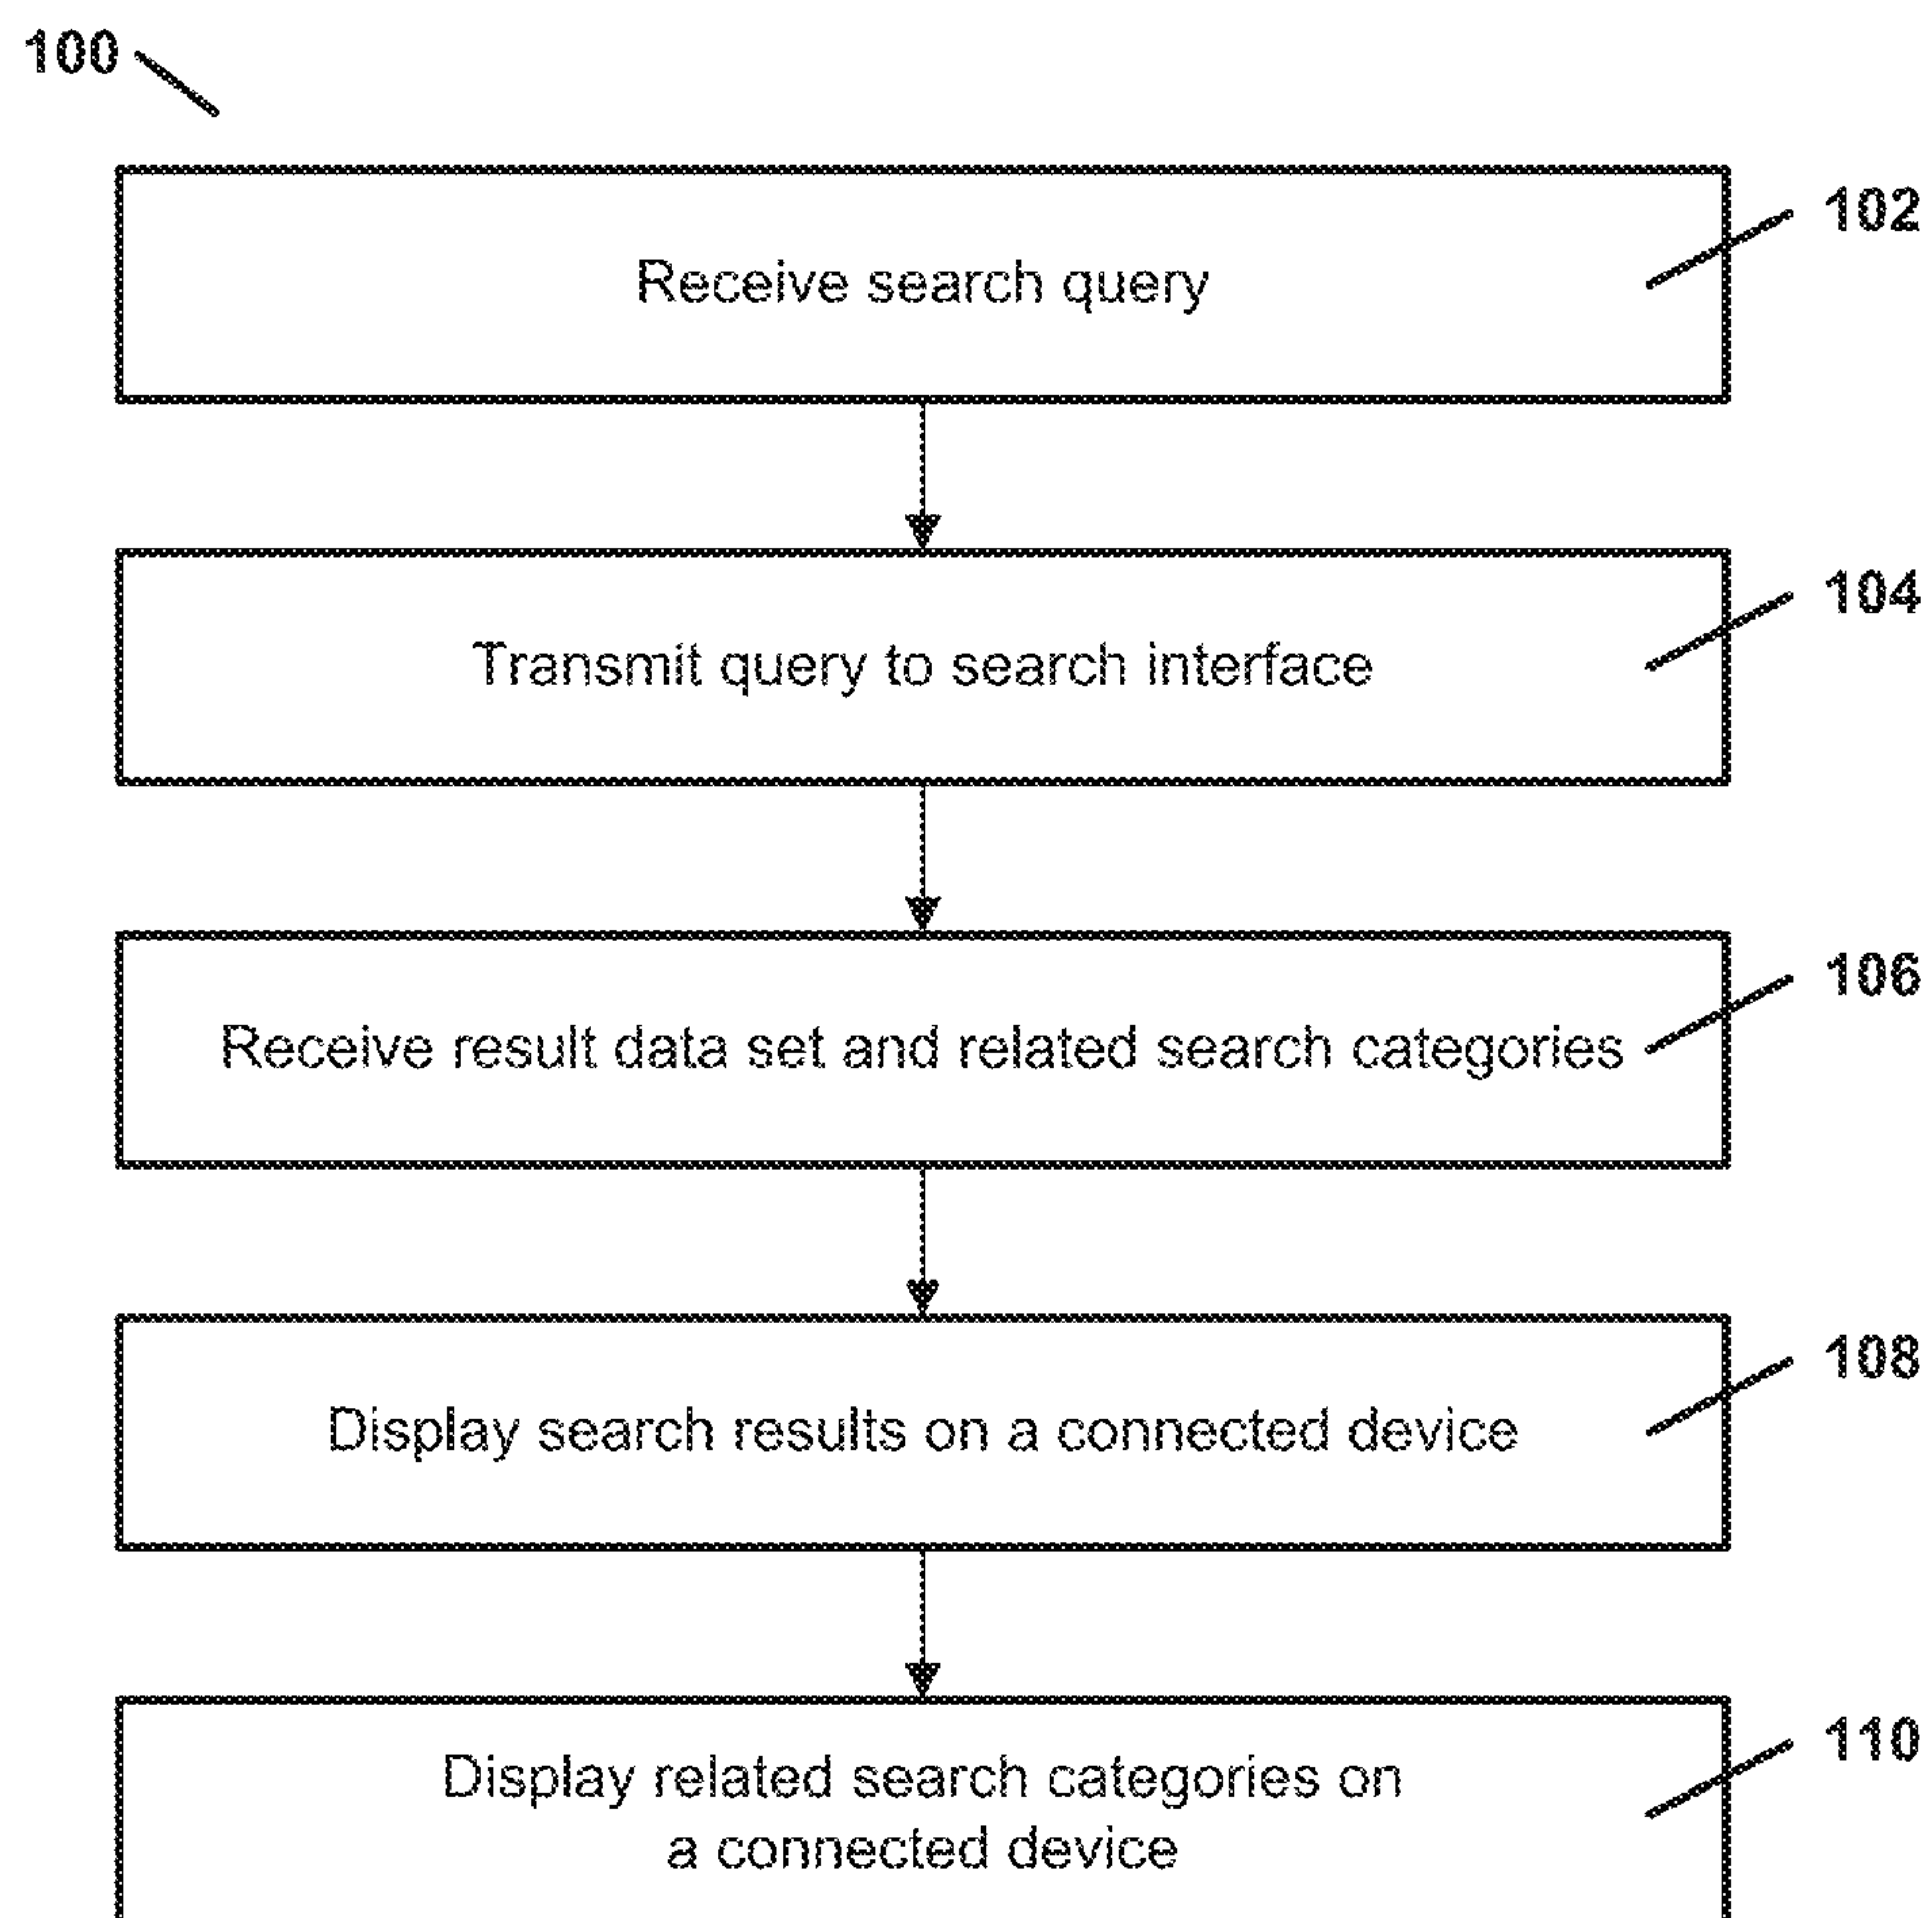 100
102
Receive search query
104
Transmit query to search interface
106
Receive result data set and related search categories
108
Display search results on a connected device
110
Display related search categories on
a connected device